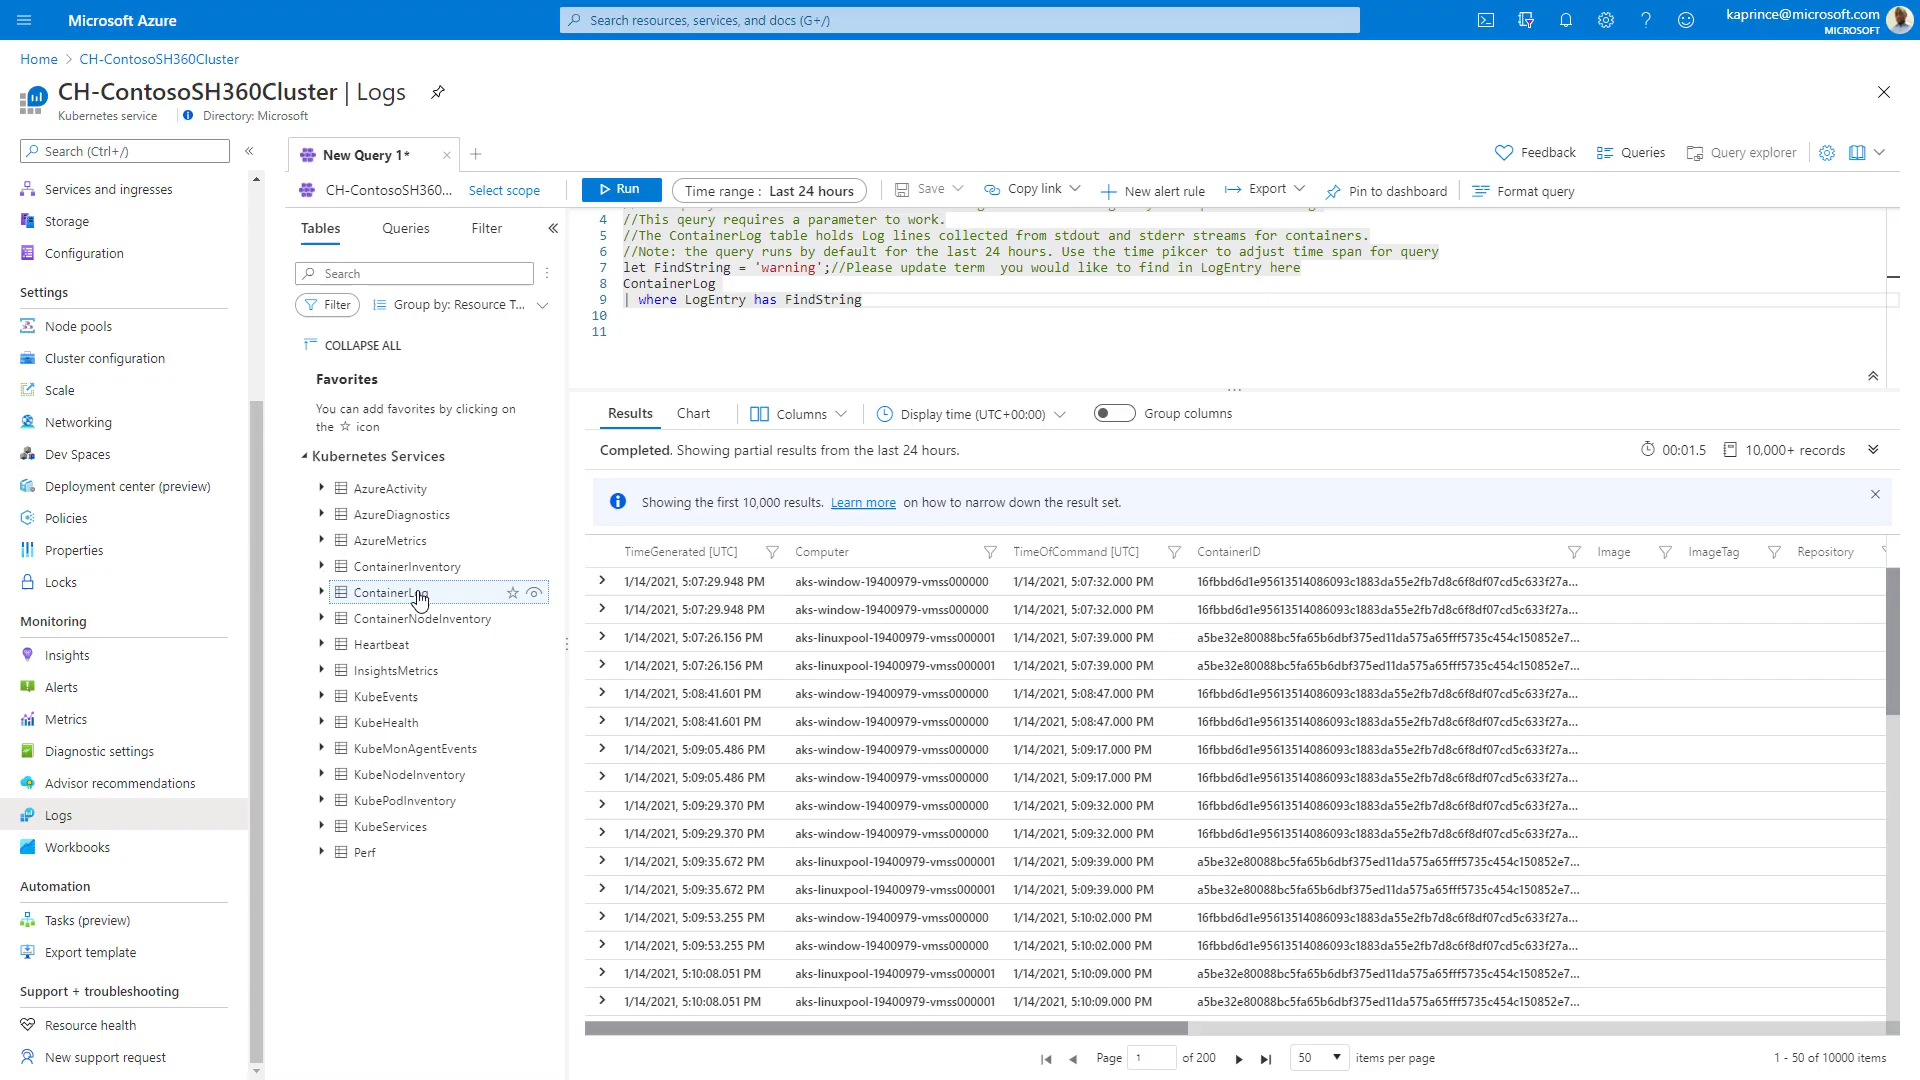 Microsoft Azure
Search resources, services, and docs (G+/)
kaprince@microsoft.com
MICROSOFT
Home > CH-ContosoSH360Cluster
CH-ContosoSH360Cluster | Logs
Kubernetes service
Directory: Microsoft
Search (Ctrl+/)
Services and ingresses
Storage
Configuration
Settings
Node pools
Cluster configuration
Scale
Networking
Dev Spaces
Deployment center (preview)
Policies
Properties
Locks
Monitoring
Insights
Alerts
Metrics
Diagnostic settings
Advisor recommendations
Logs
Workbooks
Automation
Tasks (preview)
Export template
Support + troubleshooting
Resource health
New support request
New Query 1*
Feedback
Queries
Query explorer
CH-ContosoSH360...
Select scope
Run
Time range : Last 24 hours
Save
Copy link
New alert rule
Export
Pin to dashboard
Format query
Tables
Queries
Filter
Search
Filter
Group by: Resource T...
COLLAPSE ALL
Favorites
You can add favorites by clicking on
the ☆ icon
Kubernetes Services
AzureActivity
AzureDiagnostics
AzureMetrics
ContainerInventory
ContainerLog
ContainerNodeInventory
Heartbeat
InsightsMetrics
KubeEvents
KubeHealth
KubeMonAgentEvents
KubeNodeInventory
KubePodInventory
KubeServices
Perf
4 //This qeury requires a parameter to work.
5 //The ContainerLog table holds Log lines collected from stdout and stderr streams for containers.
6 //Note: the query runs by default for the last 24 hours. Use the time pikcer to adjust time span for query
7 let FindString = 'warning';//Please update term  you would like to find in LogEntry here
8 ContainerLog
9 | where LogEntry has FindString
10
11
Results
Chart
Columns
Display time (UTC+00:00)
Group columns
Completed. Showing partial results from the last 24 hours.
00:01.5
10,000+ records
Showing the first 10,000 results. Learn more on how to narrow down the result set.
TimeGenerated [UTC] Computer TimeOfCommand [UTC] ContainerID Image ImageTag Repository
1/14/2021, 5:07:29.948 PM aks-window-19400979-vmss000000 1/14/2021, 5:07:32.000 PM 16fbbd6d1e95613514086093c1883da55e2fb7d8c6f8df07cd5c633f27a...
1/14/2021, 5:07:29.948 PM aks-window-19400979-vmss000000 1/14/2021, 5:07:32.000 PM 16fbbd6d1e95613514086093c1883da55e2fb7d8c6f8df07cd5c633f27a...
1/14/2021, 5:07:26.156 PM aks-linuxpool-19400979-vmss000001 1/14/2021, 5:07:39.000 PM a5be32e80088bc5fa65b6dbf375ed11da575a65fff5735c454c150852e7...
1/14/2021, 5:07:26.156 PM aks-linuxpool-19400979-vmss000001 1/14/2021, 5:07:39.000 PM a5be32e80088bc5fa65b6dbf375ed11da575a65fff5735c454c150852e7...
1/14/2021, 5:08:41.601 PM aks-window-19400979-vmss000000 1/14/2021, 5:08:47.000 PM 16fbbd6d1e95613514086093c1883da55e2fb7d8c6f8df07cd5c633f27a...
1/14/2021, 5:08:41.601 PM aks-window-19400979-vmss000000 1/14/2021, 5:08:47.000 PM 16fbbd6d1e95613514086093c1883da55e2fb7d8c6f8df07cd5c633f27a...
1/14/2021, 5:09:05.486 PM aks-window-19400979-vmss000000 1/14/2021, 5:09:17.000 PM 16fbbd6d1e95613514086093c1883da55e2fb7d8c6f8df07cd5c633f27a...
1/14/2021, 5:09:05.486 PM aks-window-19400979-vmss000000 1/14/2021, 5:09:17.000 PM 16fbbd6d1e95613514086093c1883da55e2fb7d8c6f8df07cd5c633f27a...
1/14/2021, 5:09:29.370 PM aks-window-19400979-vmss000000 1/14/2021, 5:09:32.000 PM 16fbbd6d1e95613514086093c1883da55e2fb7d8c6f8df07cd5c633f27a...
1/14/2021, 5:09:29.370 PM aks-window-19400979-vmss000000 1/14/2021, 5:09:32.000 PM 16fbbd6d1e95613514086093c1883da55e2fb7d8c6f8df07cd5c633f27a...
1/14/2021, 5:09:35.672 PM aks-linuxpool-19400979-vmss000001 1/14/2021, 5:09:39.000 PM a5be32e80088bc5fa65b6dbf375ed11da575a65fff5735c454c150852e7...
1/14/2021, 5:09:35.672 PM aks-linuxpool-19400979-vmss000001 1/14/2021, 5:09:39.000 PM a5be32e80088bc5fa65b6dbf375ed11da575a65fff5735c454c150852e7...
1/14/2021, 5:09:53.255 PM aks-window-19400979-vmss000000 1/14/2021, 5:10:02.000 PM 16fbbd6d1e95613514086093c1883da55e2fb7d8c6f8df07cd5c633f27a...
1/14/2021, 5:09:53.255 PM aks-window-19400979-vmss000000 1/14/2021, 5:10:02.000 PM 16fbbd6d1e95613514086093c1883da55e2fb7d8c6f8df07cd5c633f27a...
1/14/2021, 5:10:08.051 PM aks-linuxpool-19400979-vmss000001 1/14/2021, 5:10:09.000 PM a5be32e80088bc5fa65b6dbf375ed11da575a65fff5735c454c150852e7...
1/14/2021, 5:10:08.051 PM aks-linuxpool-19400979-vmss000001 1/14/2021, 5:10:09.000 PM a5be32e80088bc5fa65b6dbf375ed11da575a65fff5735c454c150852e7...
Page 1 of 200
50 items per page
1 - 50 of 10000 items